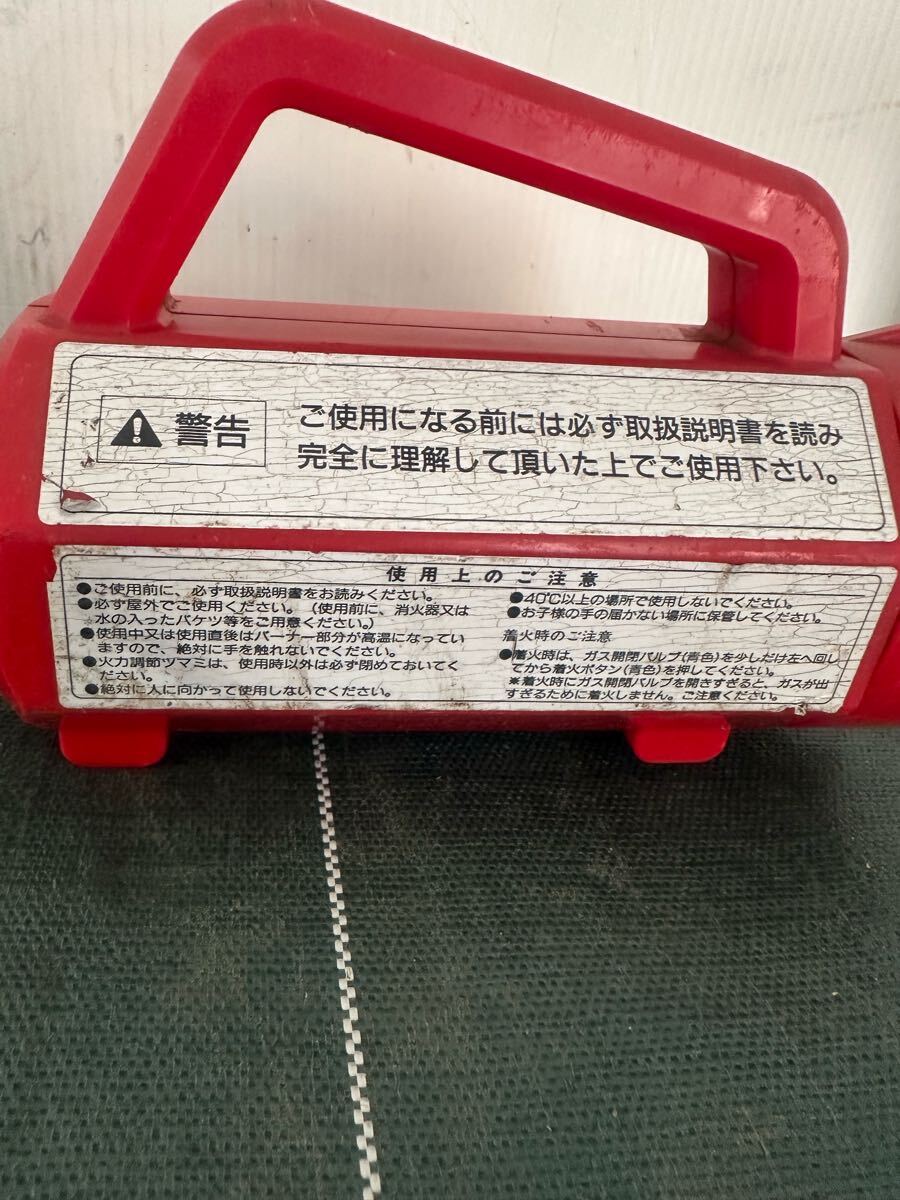 警告
ご使用になる前には必ず取扱説明書を読み
完全に理解して頂いた上でご使用下さい。
使用上のご注意
●ご使用前に、必ず取扱説明書をお読みください。
●必ず屋外でご使用ください。（使用前に、消火器又は
水の入ったバケツ等をご用意ください。）
●使用中又は使用直後はバーナー部分が高温になってい
ますので、絶対に手を触れないでください。
●火力調節ツマミは、使用時以外は必ず閉めておいてく
ださい。
●絶対に人に向かって使用しないでください。
●40℃以上の場所で使用しないでください。
●お子様の手の届かない場所に保管してください。
着火時のご注意
●着火時は、ガス開閉バルブ(青色)を少しだけ左へ回し
てから着火ボタン(青色)を押してください。
※着火時にガス開閉バルブを開きすぎると、ガスが出
すぎるために着火しません。ご注意ください。